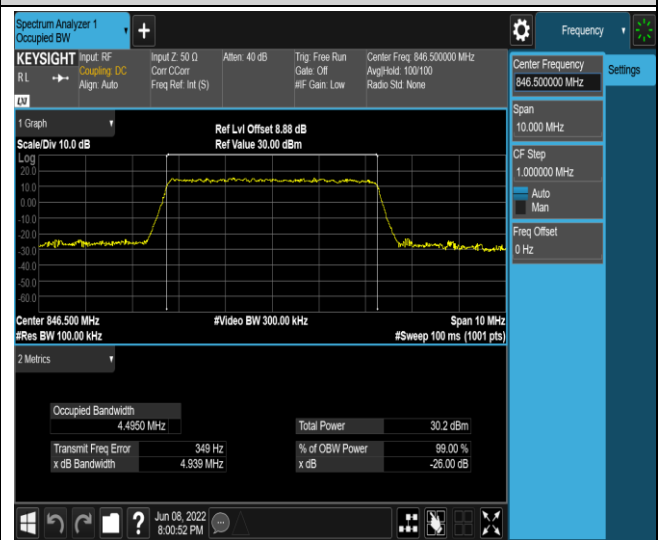 Spectrum Analyzer 1
Occupied BW
+
Frequency
KEYSIGHT
Input: RF
Coupling: DC
Align: Auto
Input Z: 50 Ω
Corr CCorr
Freq Ref: Int (S)
Atten: 40 dB
Trig: Free Run
Gate: Off
#IF Gain: Low
Center Freq: 846.500000 MHz
Avg|Hold: 100/100
Radio Std: None
R L
LXI
Center Frequency
846.500000 MHz
Settings
Span
10.000 MHz
CF Step
1.000000 MHz
Auto
Man
Freq Offset
0 Hz
1 Graph
Ref Lvl Offset 8.88 dB
Scale/Div 10.0 dB
Ref Value 30.00 dBm
Log
20.0
10.0
0.00
-10.0
-20.0
-30.0
-40.0
-50.0
-60.0
Center 846.500 MHz
#Video BW 300.00 kHz
Span 10 MHz
#Res BW 100.00 kHz
#Sweep 100 ms (1001 pts)
2 Metrics
Occupied Bandwidth
4.4950 MHz
Total Power 30.2 dBm
Transmit Freq Error 349 Hz
% of OBW Power 99.00 %
x dB Bandwidth 4.939 MHz
x dB -26.00 dB
?
Jun 08, 2022
8:00:52 PM